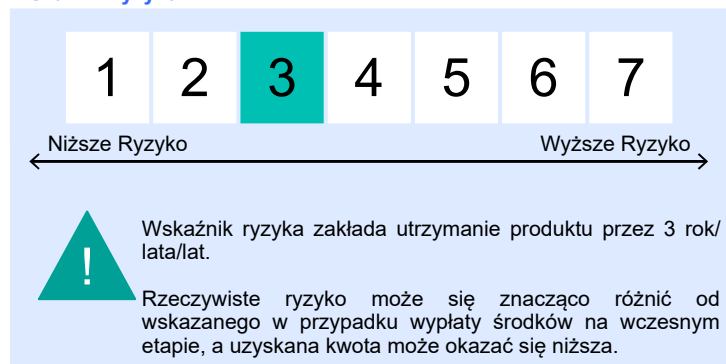 1 2 3 4 5 6 7
Niższe Ryzyko Wyższe Ryzyko
! Wskaźnik ryzyka zakłada utrzymanie produktu przez 3 rok/
lata/lat.
Rzeczywiste ryzyko może się znacząco różnić od
wskazanego w przypadku wypłaty środków na wczesnym
etapie, a uzyskana kwota może okazać się niższa.